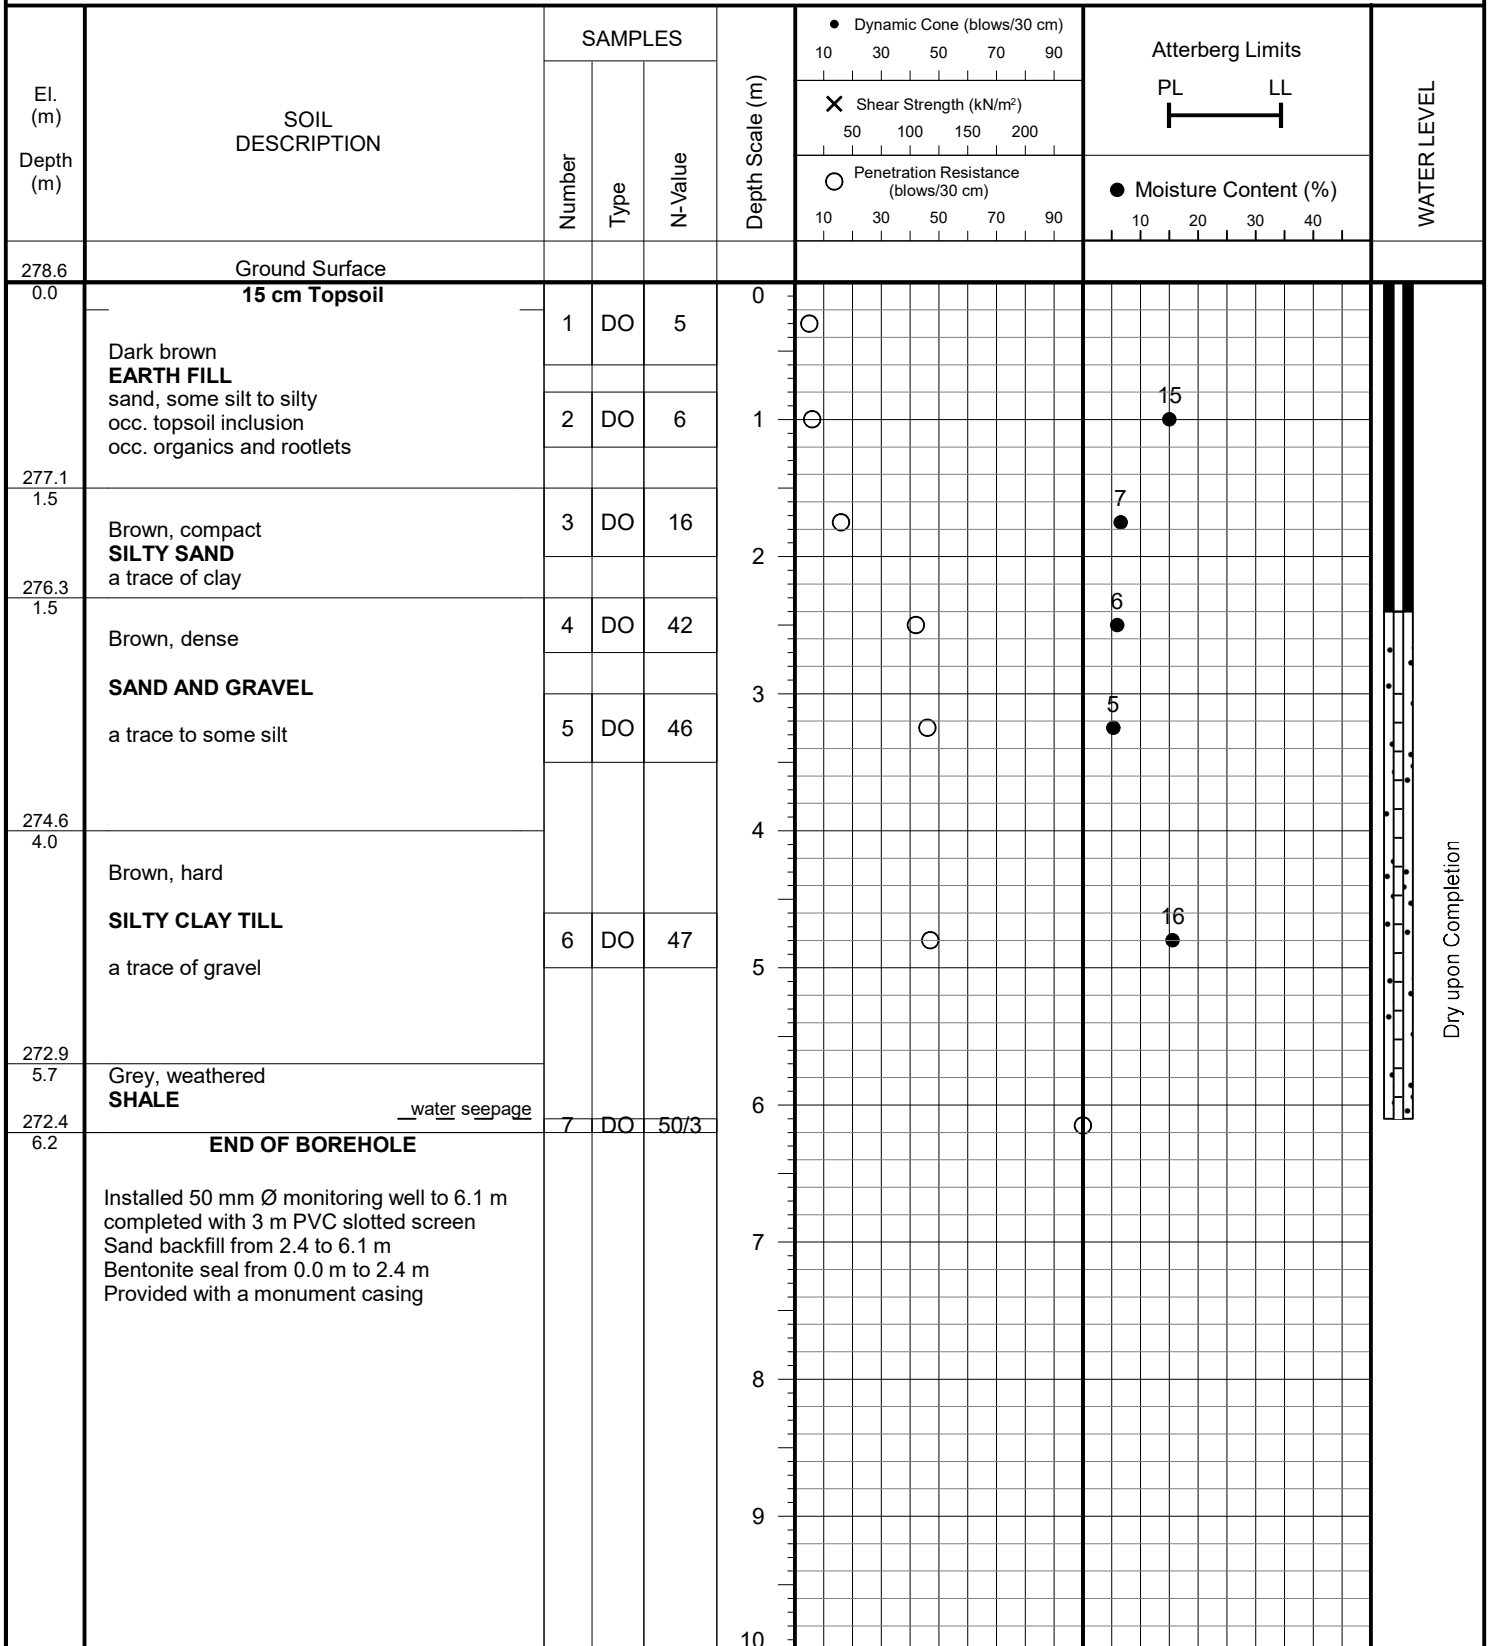 El.
(m)
Depth
(m)
SOIL
DESCRIPTION
SAMPLES
Number
Type
N-Value
Depth Scale (m)
Dynamic Cone (blows/30 cm)
10 30 50 70 90
Shear Strength (kN/m²)
50 100 150 200
Penetration Resistance
(blows/30 cm)
10 30 50 70 90
Atterberg Limits
PL LL
Moisture Content (%)
10 20 30 40
WATER LEVEL
278.6 Ground Surface
0.0 15 cm Topsoil 0
1 DO 5
Dark brown
EARTH FILL
sand, some silt to silty
15
occ. topsoil inclusion 2 DO 6 1
occ. organics and rootlets
277.1
1.5 7
Brown, compact 3 DO 16
SILTY SAND 2
a trace of clay
276.3
1.5 6
4 DO 42
Brown, dense
SAND AND GRAVEL 3
5
a trace to some silt 5 DO 46
274.6 4
4.0
Brown, hard
SILTY CLAY TILL 16
6 DO 47
a trace of gravel 5
Dry upon Completion
272.9
5.7 Grey, weathered
SHALE 6
water seepage
272.4 7 DO 50/3
6.2 END OF BOREHOLE
Installed 50 mm Ø monitoring well to 6.1 m
completed with 3 m PVC slotted screen
Sand backfill from 2.4 to 6.1 m 7
Bentonite seal from 0.0 m to 2.4 m
Provided with a monument casing
8
9
10